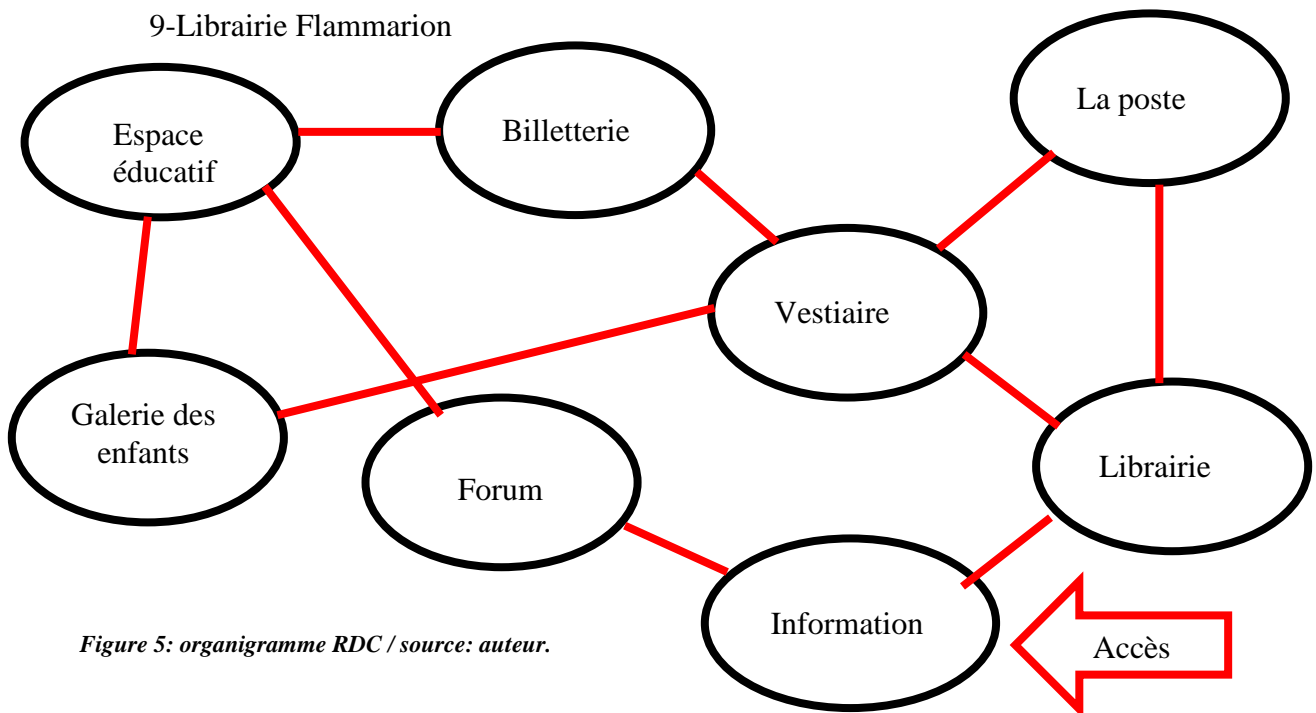 9-Librairie Flammarion
Espace
éducatif
Billetterie
La poste
Vestiaire
Galerie des
enfants
Forum
Librairie
Information
Accès
Figure 5: organigramme RDC / source: auteur.